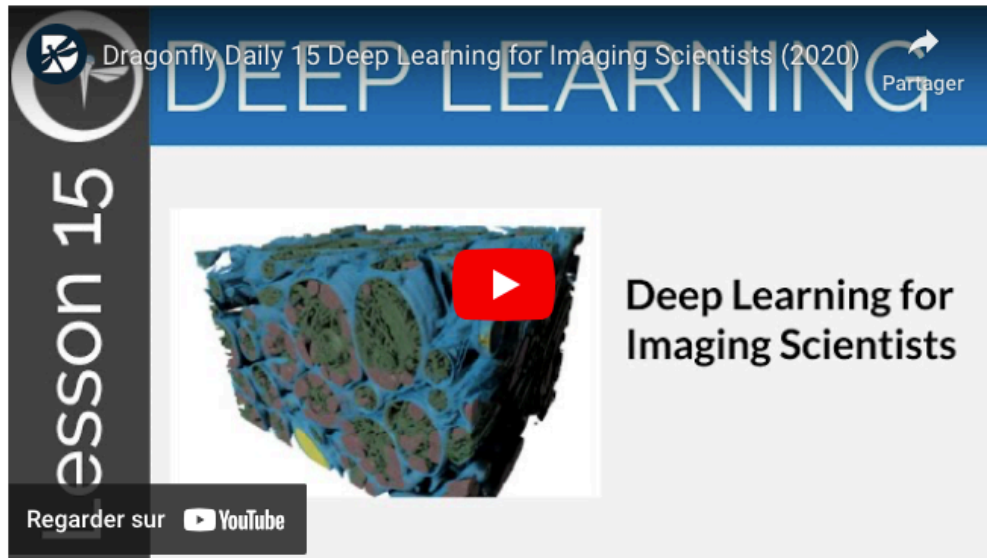 Dragonfly Daily 15 Deep Learning for Imaging Scientists (2020)
Partager
DEEP LEARNING
Lesson 15
Deep Learning for
Imaging Scientists
Regarder sur YouTube